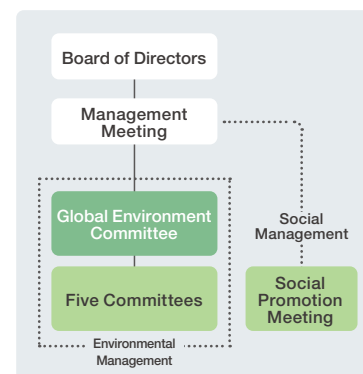 Board of Directors
Management
Meeting
Global Environment
Committee
Social
Management
Five Committees
Social
Promotion
Meeting
Environmental
Management